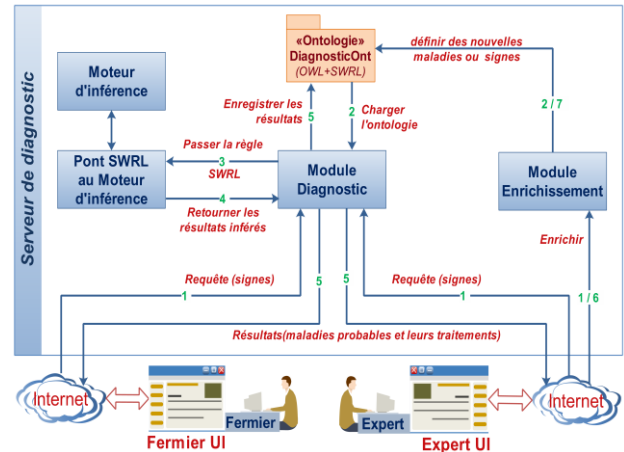 Serveur de diagnostic
«Ontologie»
DiagnosticOnt
(OWL+SWRL)
définir des nouvelles
maladies ou signes
Moteur
d'inférence
Enregistrer les
résultats
5
2
Charger
l'ontologie
2 / 7
Passer la règle
3
SWRL
Pont SWRL
au Moteur
d'inférence
4
Retourner les
résultats inférés
Module
Diagnostic
Module
Enrichissement
Enrichir
Requête (signes)
1
5
5
Requête (signes)
1
1 / 6
Résultats(maladies probables et leurs traitements)
Internet
Fermier
Fermier UI
Expert
Expert UI
Internet